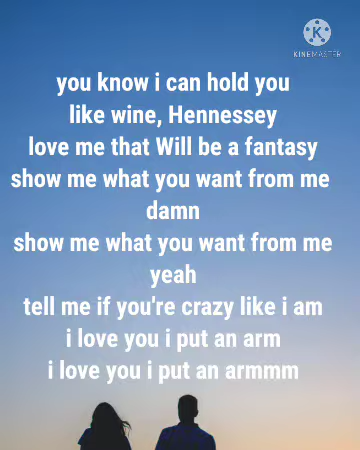 K
KINEMASTER
you know i can hold you
like wine, Hennessey
love me that Will be a fantasy
show me what you want from me
damn
show me what you want from me
yeah
tell me if you're crazy like i am
i love you i put an arm
i love you i put an armmm